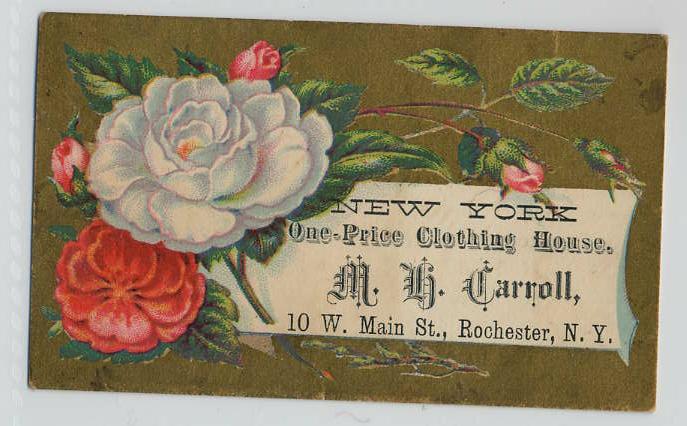 NEW YORK
One-Price Clothing House.
M. H. Carroll,
10 W. Main St., Rochester, N. Y.